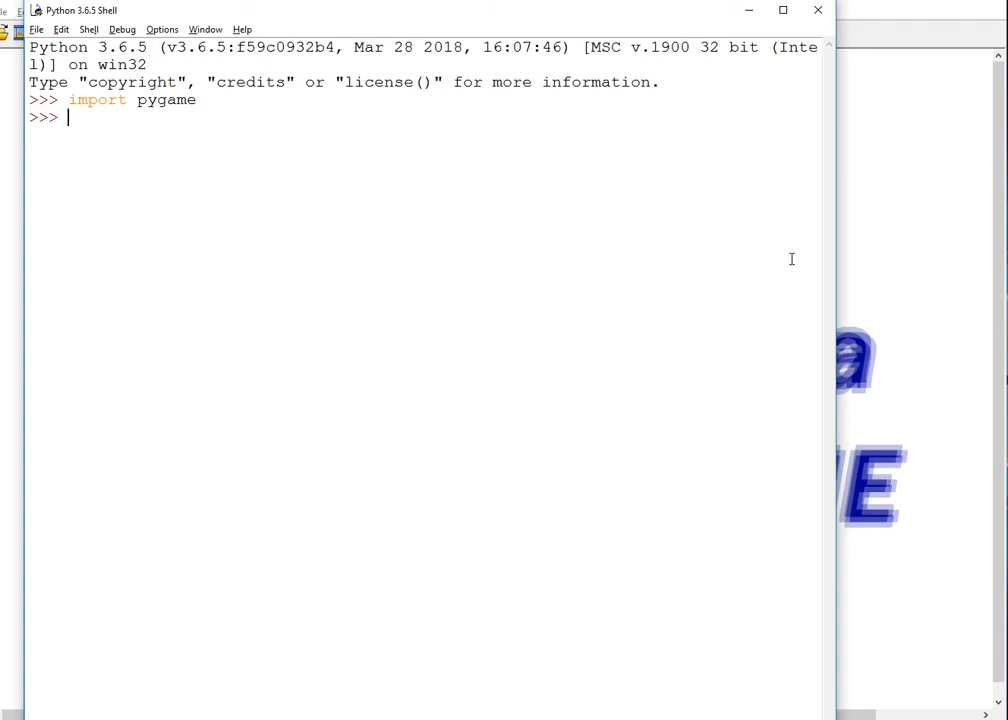 Python 3.6.5 Shell
File Edit Shell Debug Options Window Help
Python 3.6.5 (v3.6.5:f59c0932b4, Mar 28 2018, 16:07:46) [MSC v.1900 32 bit (Inte
l)] on win32
Type "copyright", "credits" or "license()" for more information.
>>> import pygame
>>>
a
E